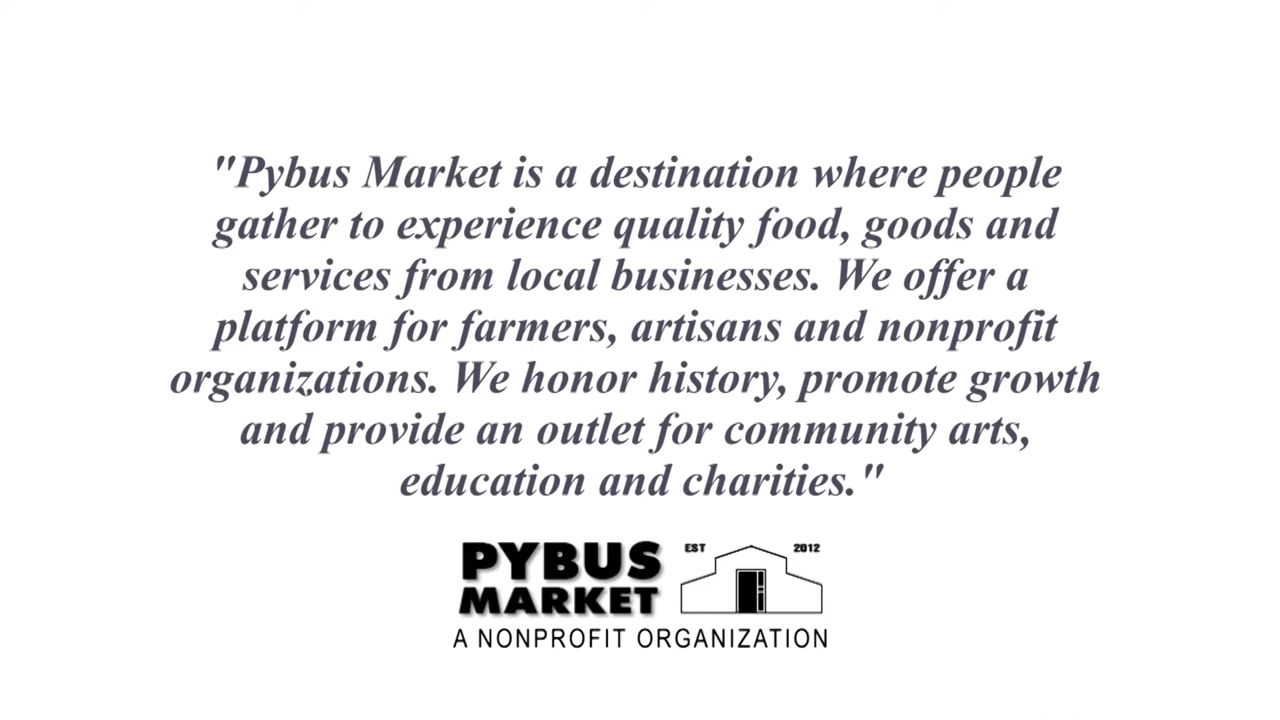 "Pybus Market is a destination where people
gather to experience quality food, goods and
services from local businesses. We offer a
platform for farmers, artisans and nonprofit
organizations. We honor history, promote growth
and provide an outlet for community arts,
education and charities."
PYBUS
MARKET
EST 2012
A NONPROFIT ORGANIZATION